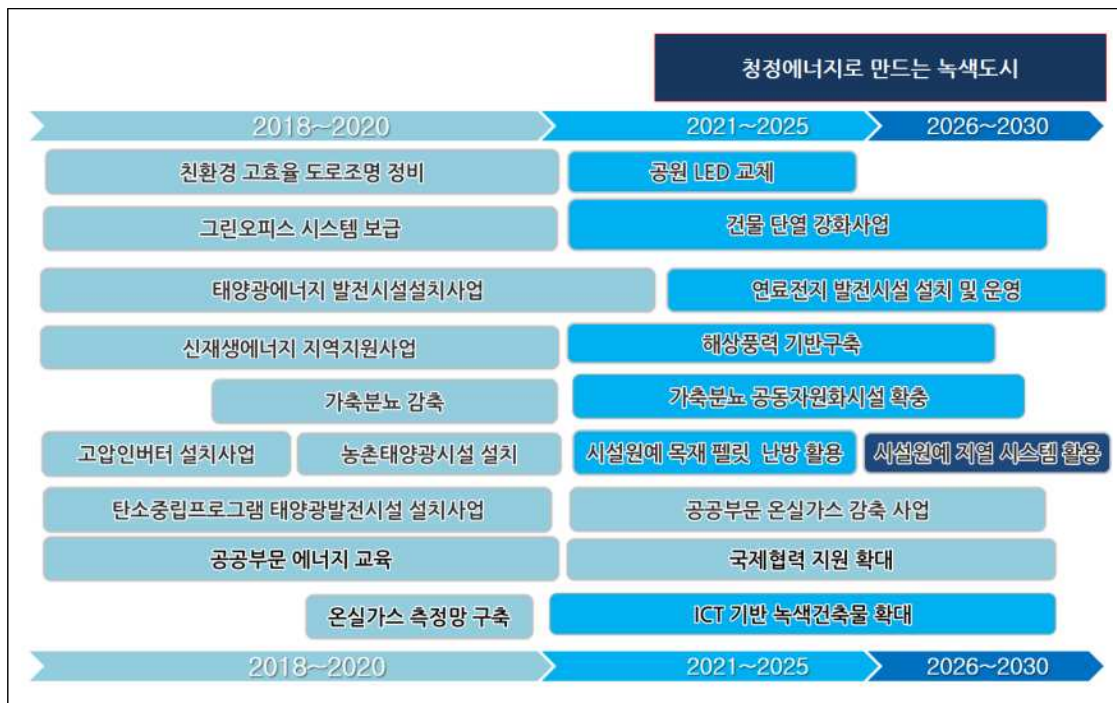 청정에너지로 만드는 녹색도시
2018~2020 2021~2025 2026~2030
친환경 고효율 도로조명 정비 공원 LED 교체
그린오피스 시스템 보급 건물 단열 강화사업
태양광에너지 발전시설설치사업 연료전지 발전시설 설치 및 운영
신재생에너지 지역지원사업 해상풍력 기반구축
가축분뇨 감축 가축분뇨 공동자원화시설 확충
고압인버터 설치사업 농촌태양광시설 설치 시설원예 목재 펠릿 난방 활용 시설원예 지열 시스템 활용
탄소중립프로그램 태양광발전시설 설치사업 공공부문 온실가스 감축 사업
공공부문 에너지 교육 국제협력 지원 확대
온실가스 측정망 구축 ICT 기반 녹색건축물 확대
2018~2020 2021~2025 2026~2030